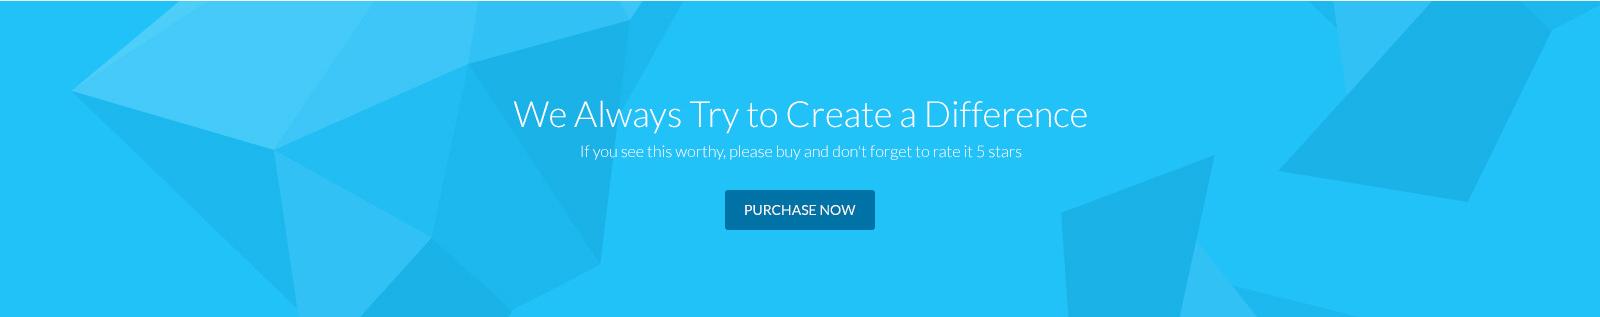 We Always Try to Create a Difference
If you see this worthy, please buy and don't forget to rate it 5 stars
PURCHASE NOW